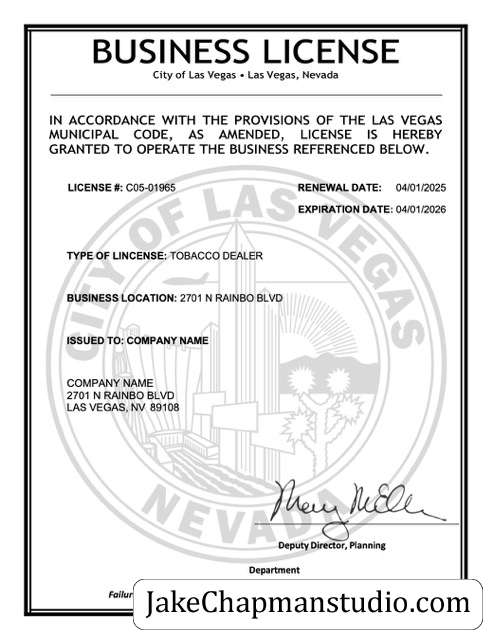 BUSINESS LICENSE
City of Las Vegas • Las Vegas, Nevada
IN ACCORDANCE WITH THE PROVISIONS OF THE LAS VEGAS
MUNICIPAL CODE, AS AMENDED, LICENSE IS HEREBY
GRANTED TO OPERATE THE BUSINESS REFERENCED BELOW.
LICENSE #: C05-01965 RENEWAL DATE: 04/01/2025
EXPIRATION DATE: 04/01/2026
CITY OF LAS VEGAS
TYPE OF LINCENSE: TOBACCO DEALER
BUSINESS LOCATION: 2701 N RAINBO BLVD
ISSUED TO: COMPANY NAME
COMPANY NAME
2701 N RAINBO BLVD
LAS VEGAS, NV 89108
NEVADA
Deputy Director, Planning
Department
JakeChapmanstudio.com